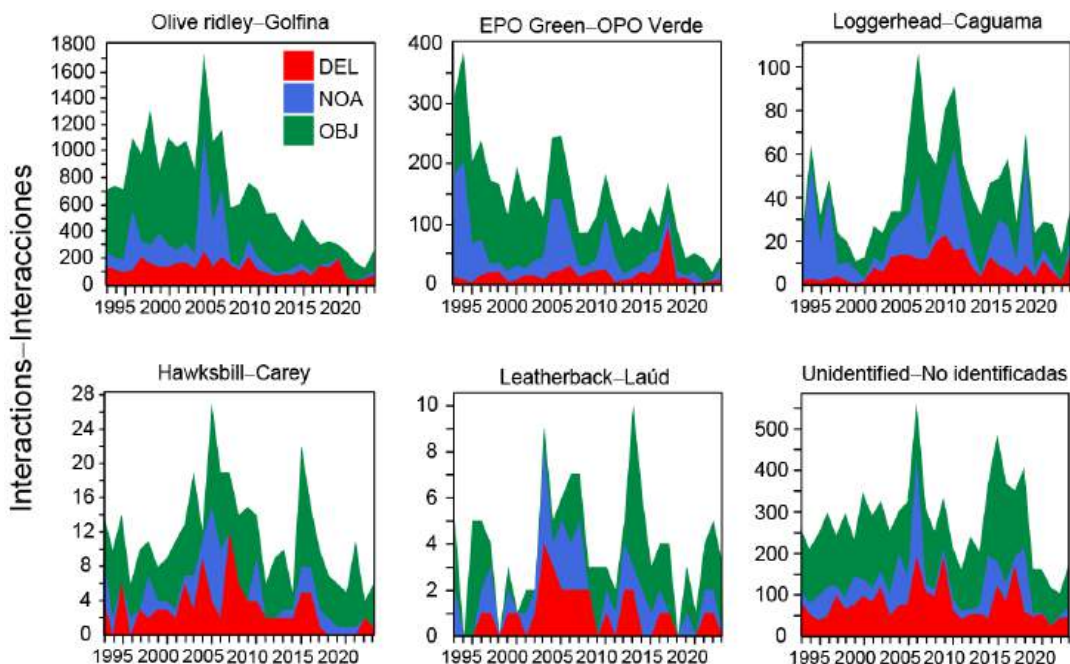 Interactions–Interacciones
Olive ridley–Golfina
1800
1600
1400
1200
1000
800
600
400
200
0
DEL
NOA
OBJ
1995 2000 2005 2010 2015 2020
EPO Green–OPO Verde
400
300
200
100
0
1995 2000 2005 2010 2015 2020
Loggerhead–Caguama
100
80
60
40
20
0
1995 2000 2005 2010 2015 2020
Hawksbill–Carey
28
24
20
16
12
8
4
0
1995 2000 2005 2010 2015 2020
Leatherback–Laúd
10
8
6
4
2
0
1995 2000 2005 2010 2015 2020
Unidentified–No identificadas
500
400
300
200
100
0
1995 2000 2005 2010 2015 2020